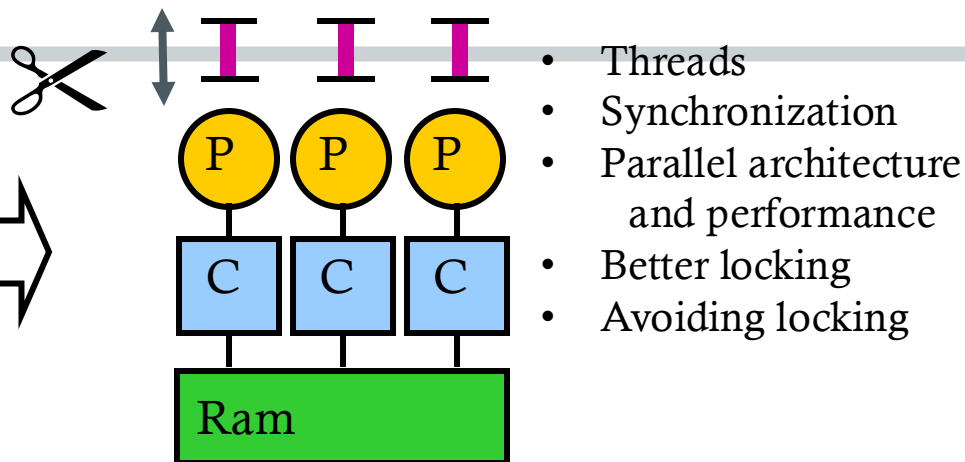 P P P
C C C
Ram
• Threads
• Synchronization
• Parallel architecture
and performance
• Better locking
• Avoiding locking